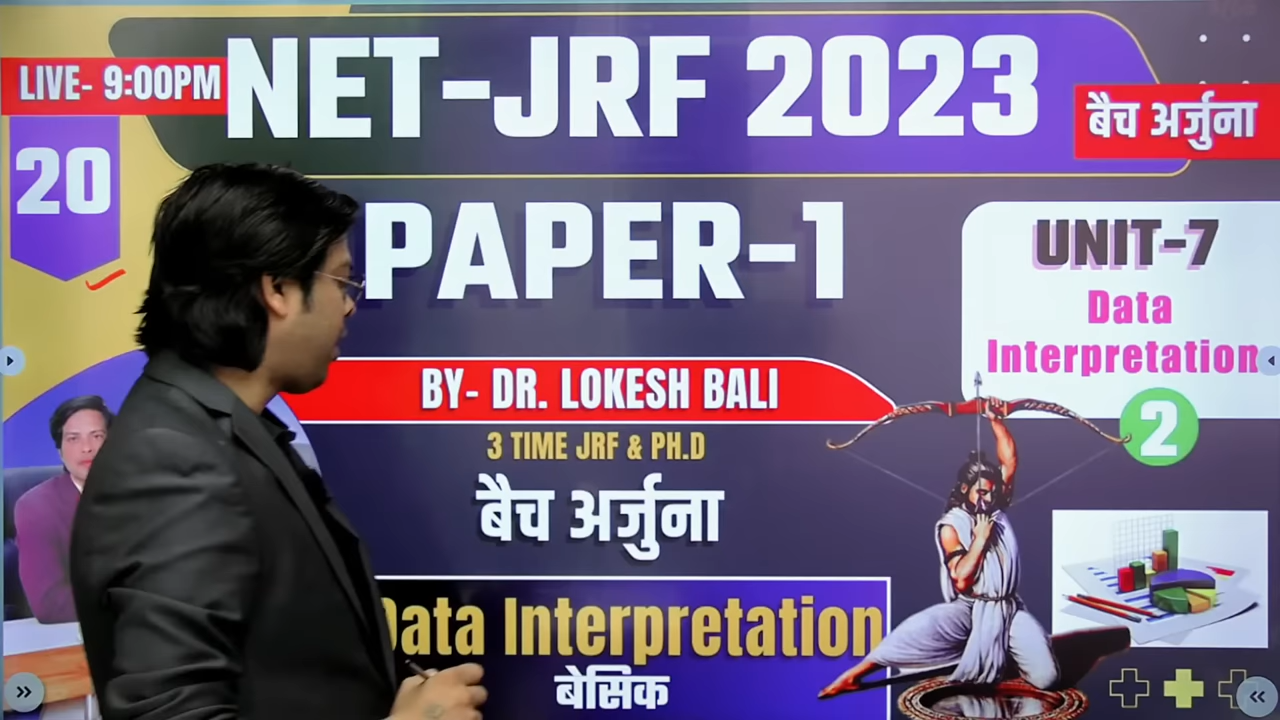 LIVE- 9:00PM
NET-JRF 2023
बैच अर्जुना
20
PAPER-1
UNIT-7
Data
Interpretation
2
BY- DR. LOKESH BALI
3 TIME JRF & PH.D
बैच अर्जुना
Data Interpretation
बेसिक